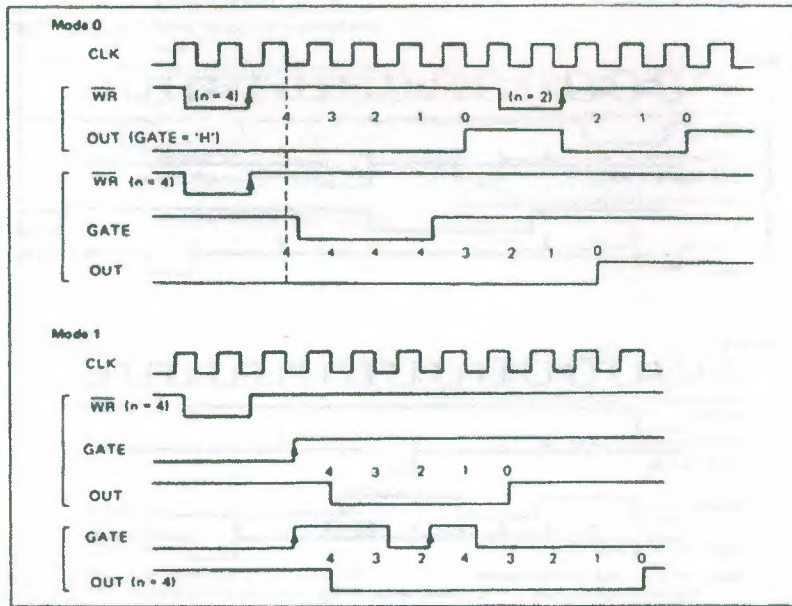 Mode 0
CLK
WR (n = 4) (n = 2)
4 3 2 1 0 2 1 0
OUT (GATE = 'H')
WR (n = 4)
GATE
4 4 4 4 3 2 1 0
OUT
Mode 1
CLK
WR (n = 4)
GATE
4 3 2 1 0
OUT
GATE
4 3 2 4 3 2 1 0
OUT (n = 4)